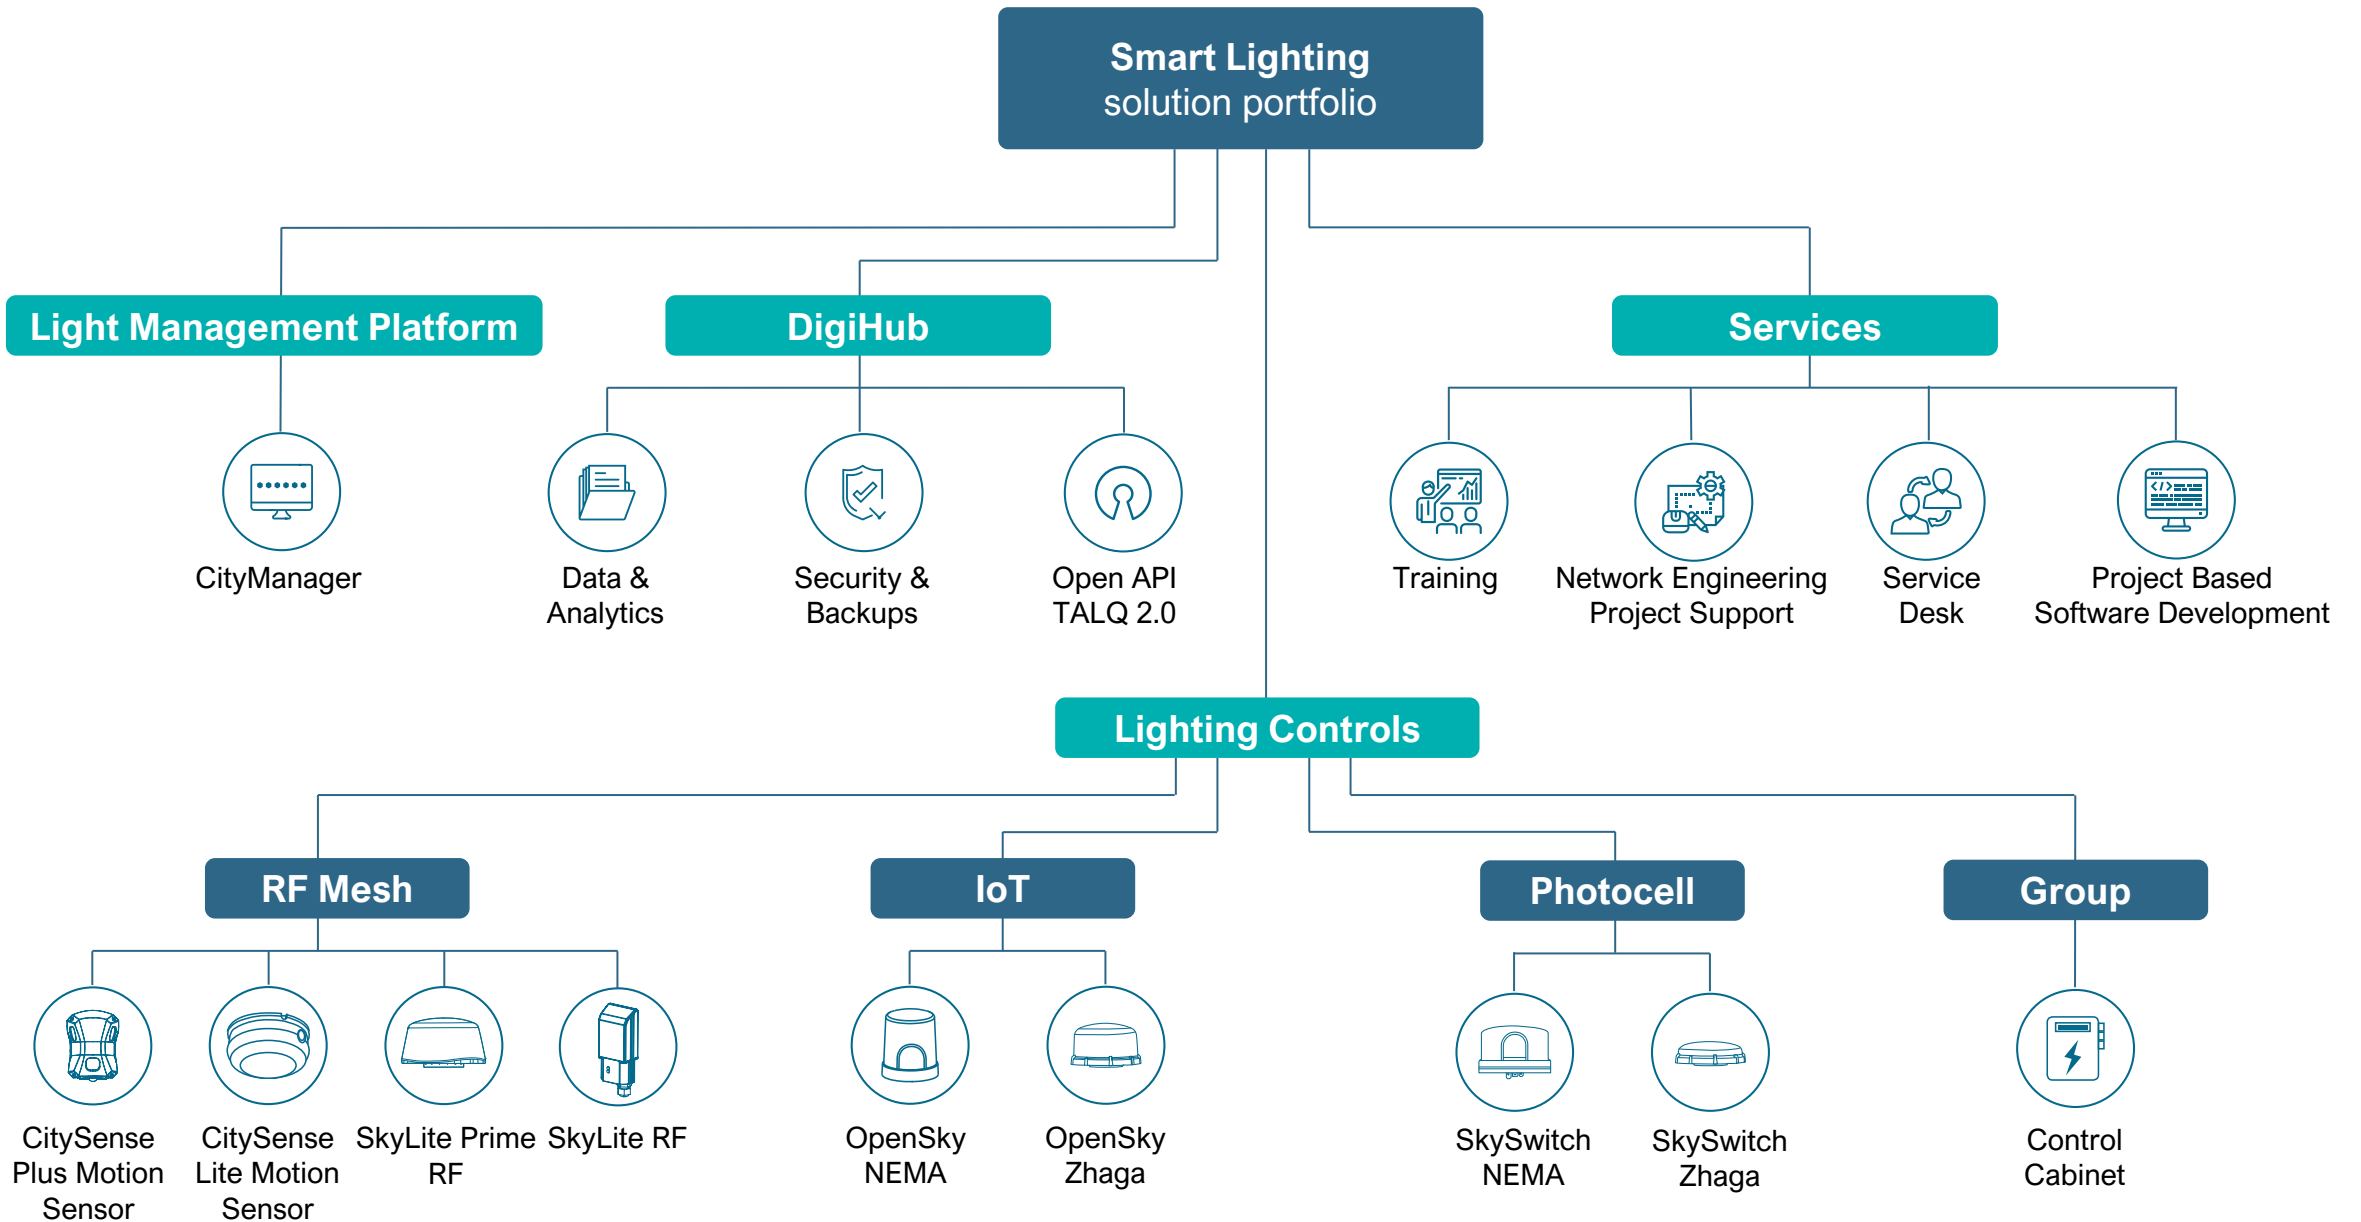 Smart Lighting
solution portfolio
Light Management Platform
DigiHub
Services
CityManager
Data &
Analytics
Security &
Backups
Open API
TALQ 2.0
Training
Network Engineering
Project Support
Service
Desk
Project Based
Software Development
Lighting Controls
RF Mesh
IoT
Photocell
Group
CitySense
Plus Motion
Sensor
CitySense
Lite Motion
Sensor
SkyLite Prime
RF
SkyLite RF
OpenSky
NEMA
OpenSky
Zhaga
SkySwitch
NEMA
SkySwitch
Zhaga
Control
Cabinet